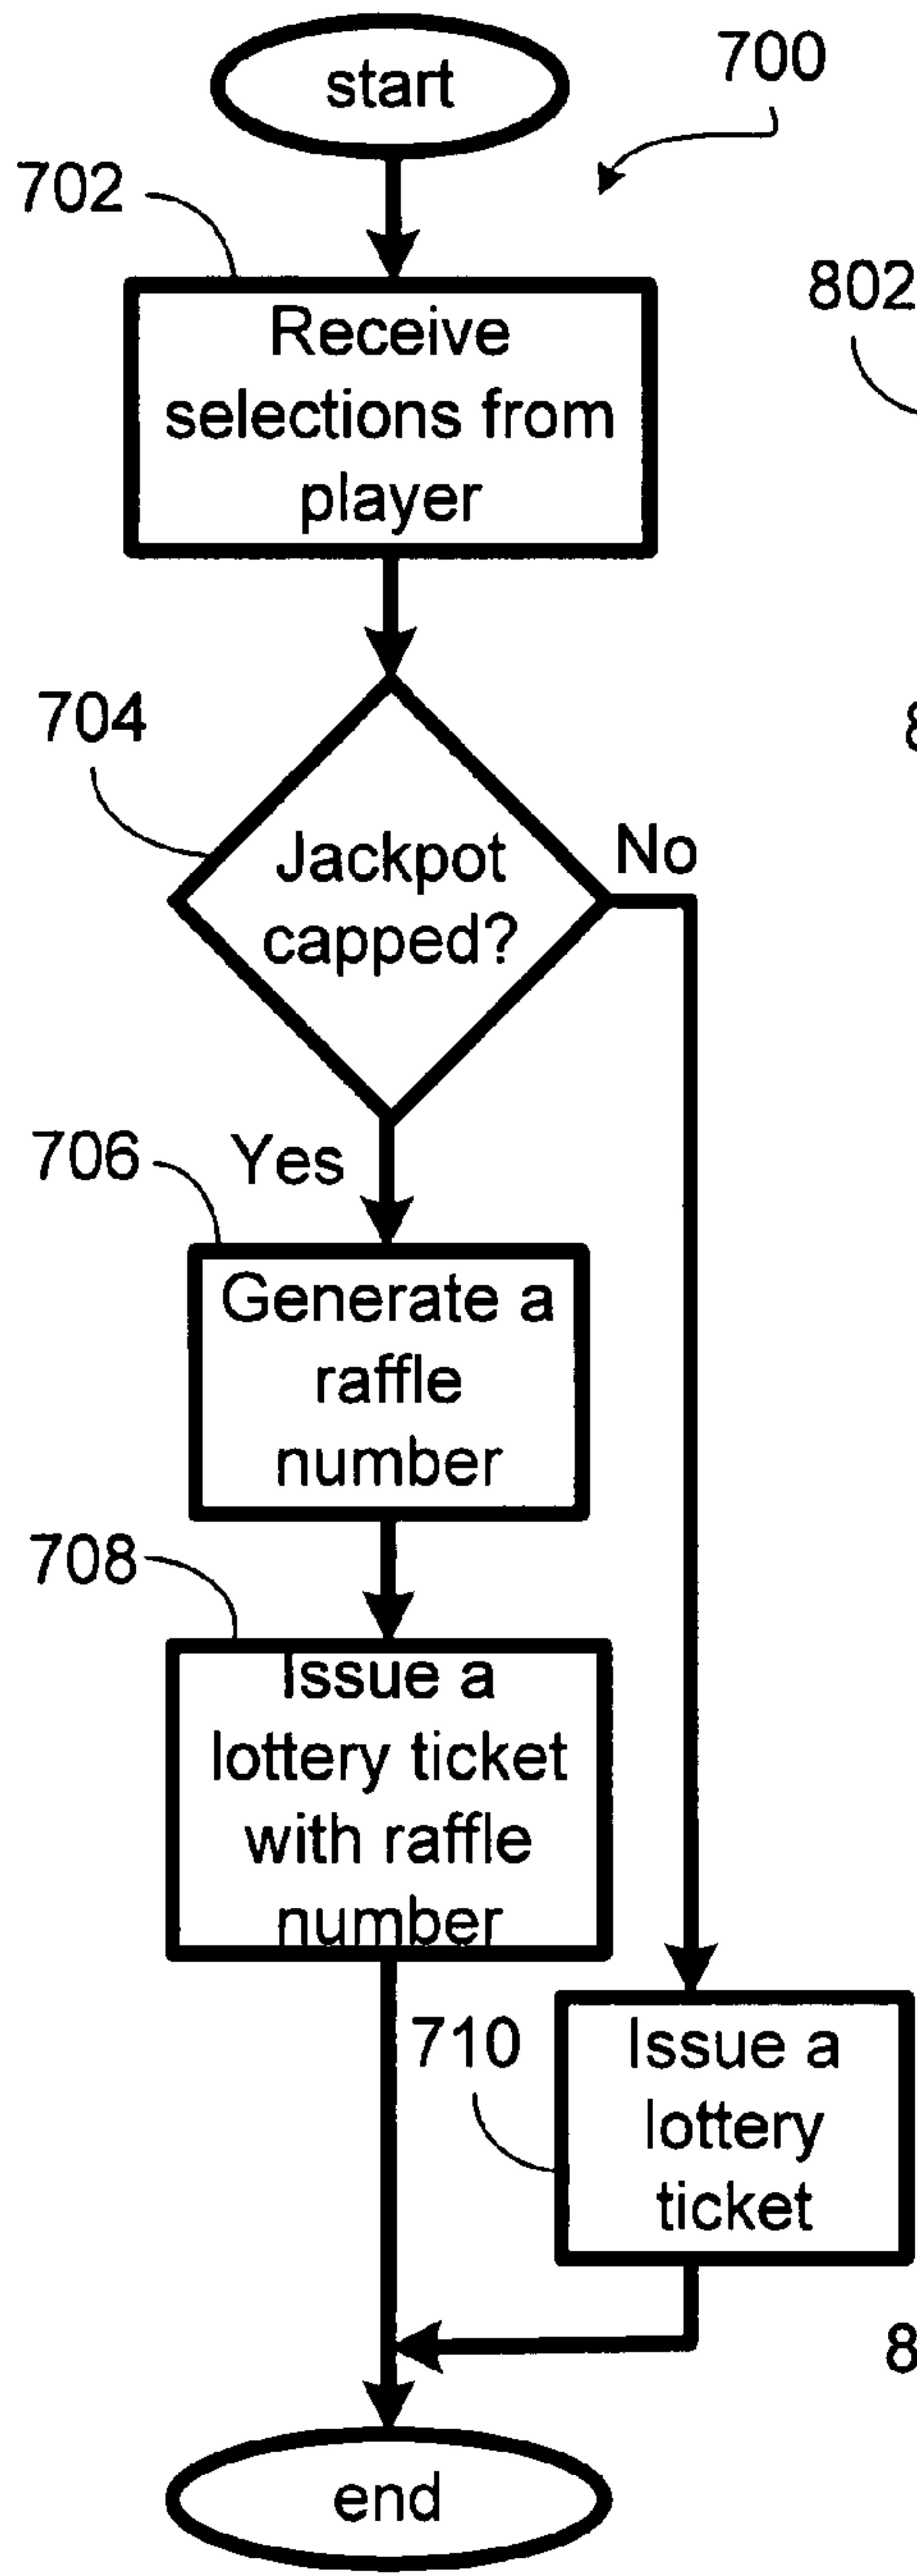 start
700
702
Receive
selections from
player
802
704
Jackpot
capped?
No
706
Yes
Generate a
raffle
number
708
Issue a
lottery ticket
with raffle
number
710
Issue a
lottery
ticket
end